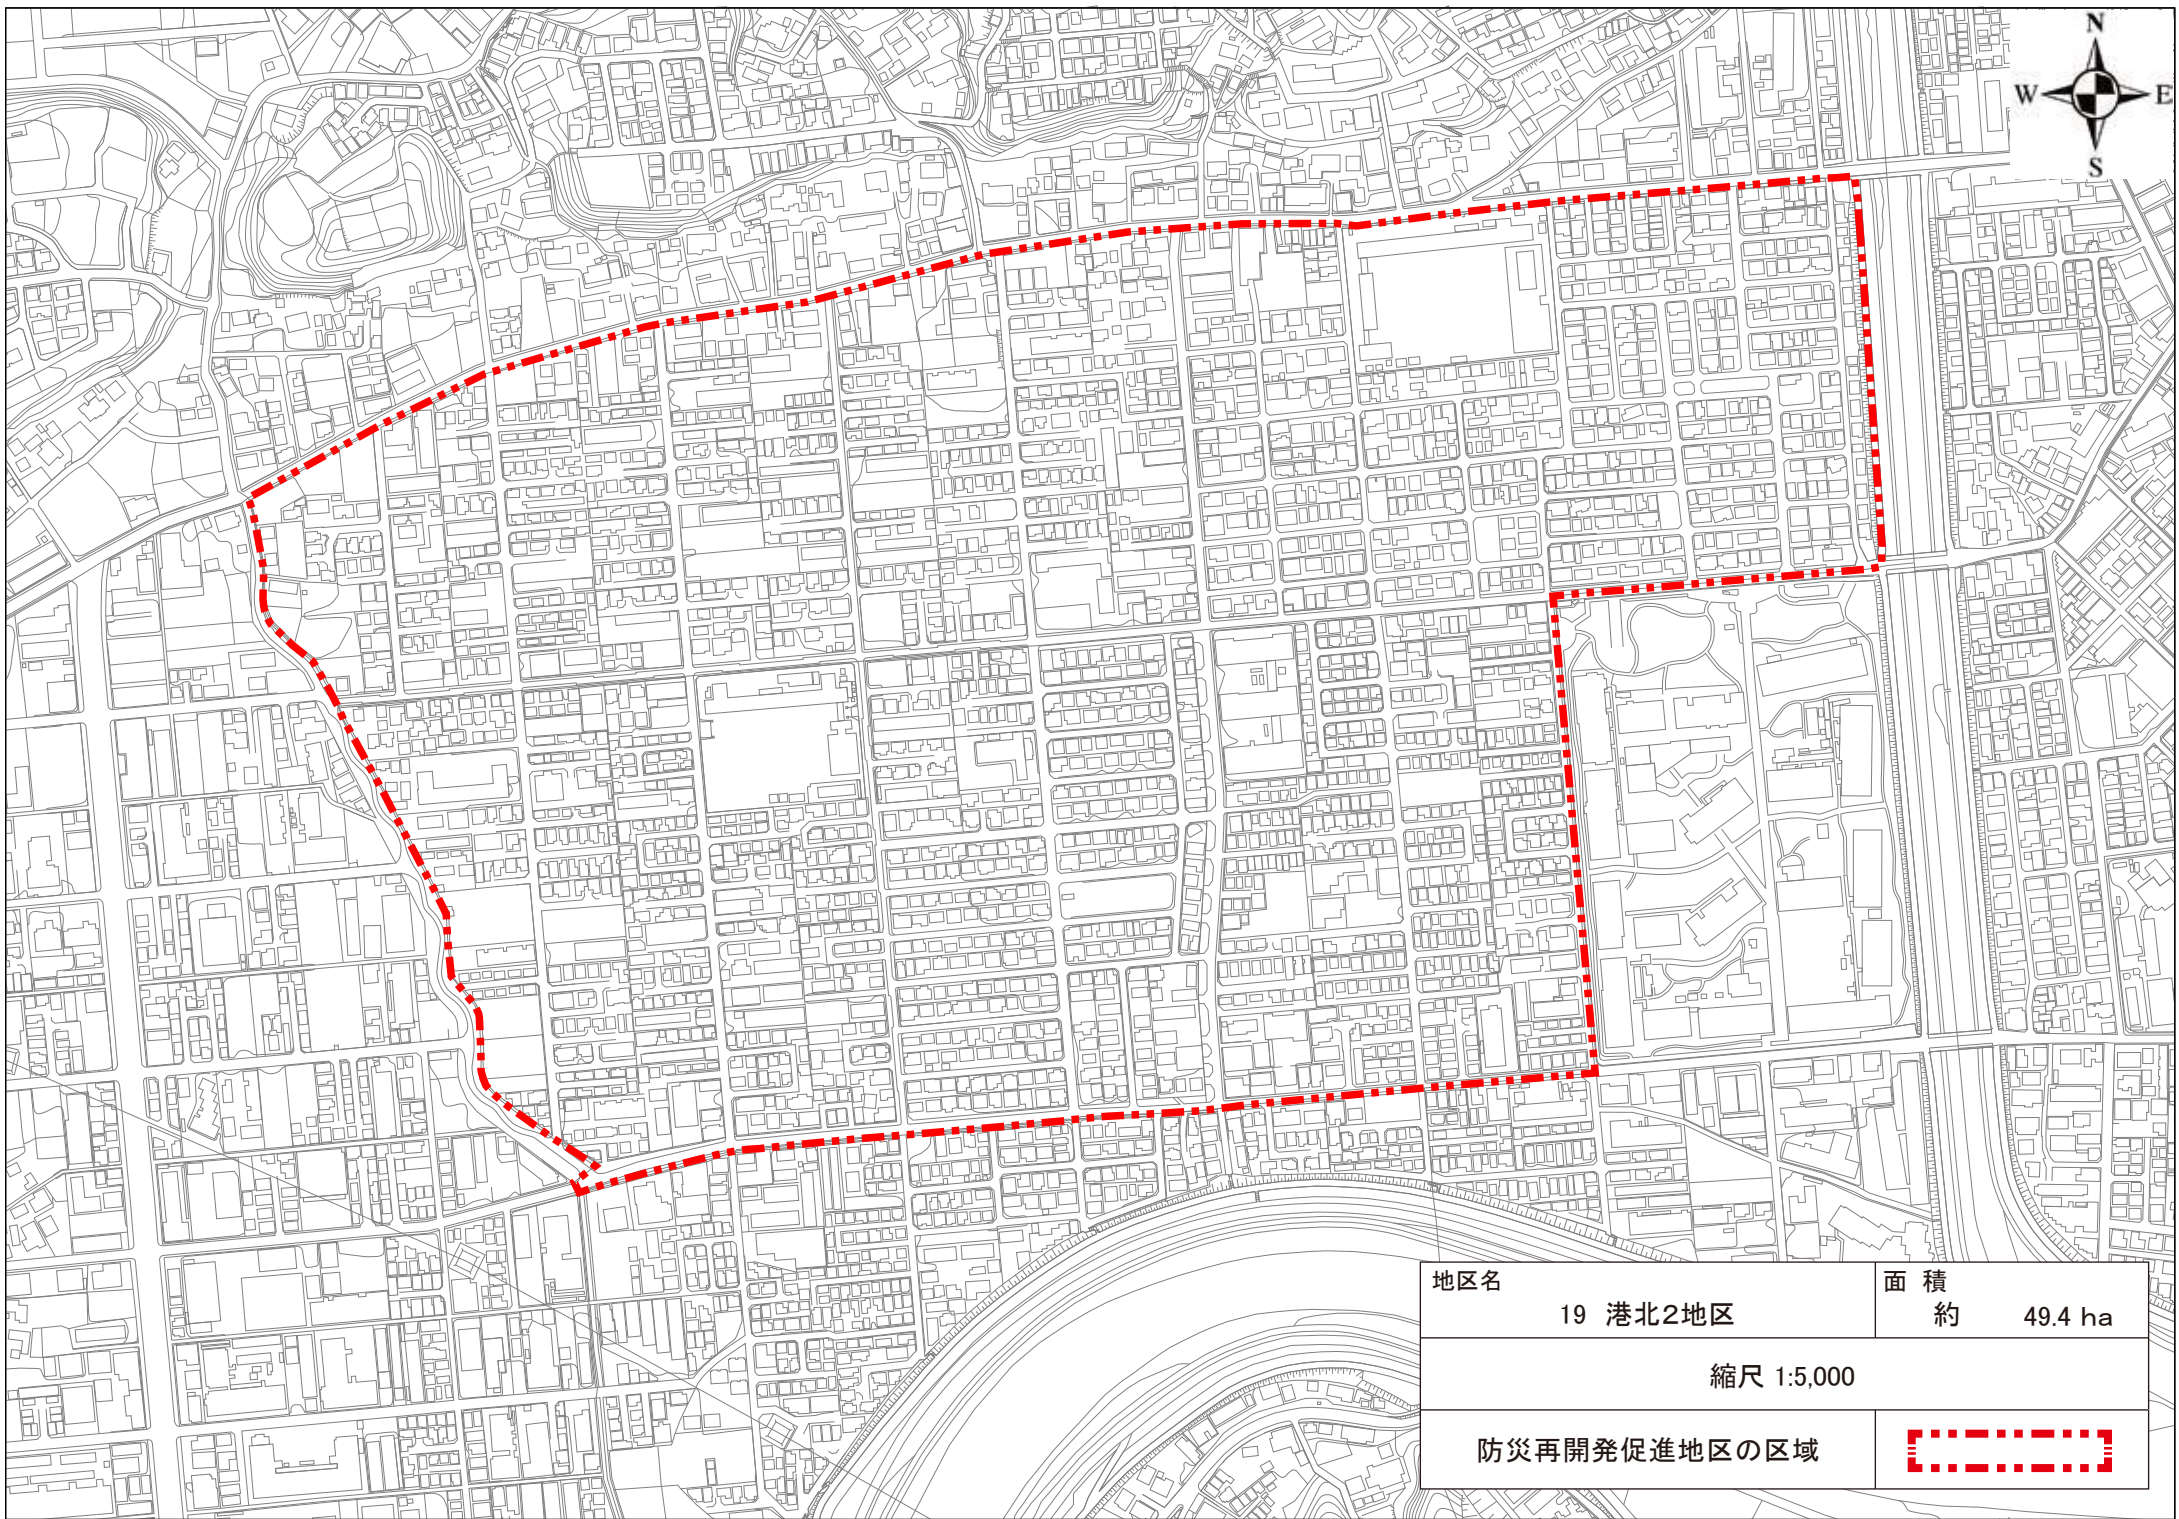 N
W E
S
地区名
19 港北2地区
面 積
約 49.4 ha
縮尺 1:5,000
防災再開発促進地区の区域